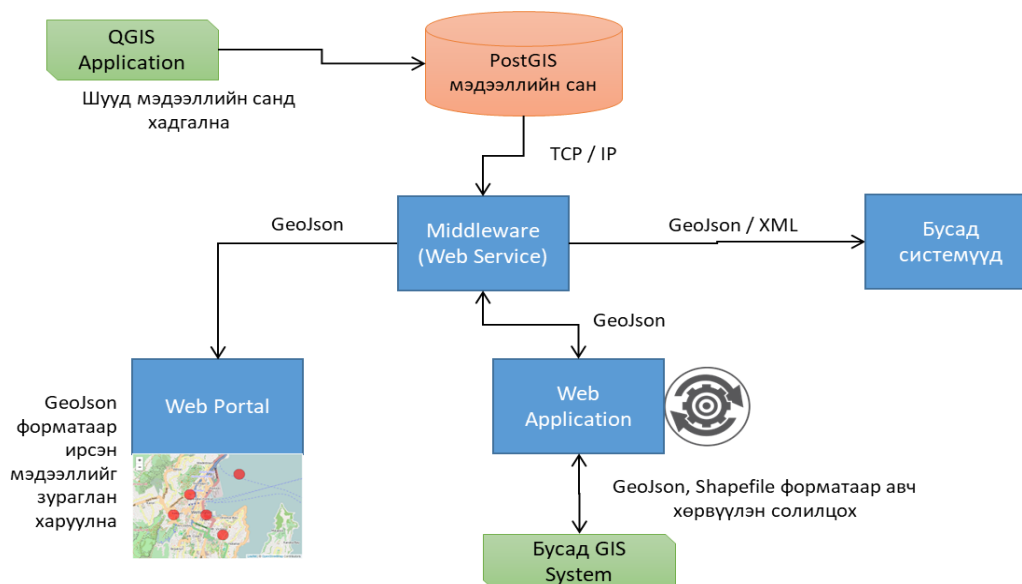 QGIS
Application
PostGIS
мэдээллийн сан
Шууд мэдээллийн санд
хадгална
TCP / IP
GeoJson
Middleware
(Web Service)
GeoJson / XML
Бусад
системүүд
GeoJson
Web Portal
Web
Application
GeoJson
форматаар
ирсэн
мэдээллийг
зураглан
харуулна
GeoJson, Shapefile форматаар авч
хөрвүүлэн солилцох
Бусад GIS
System